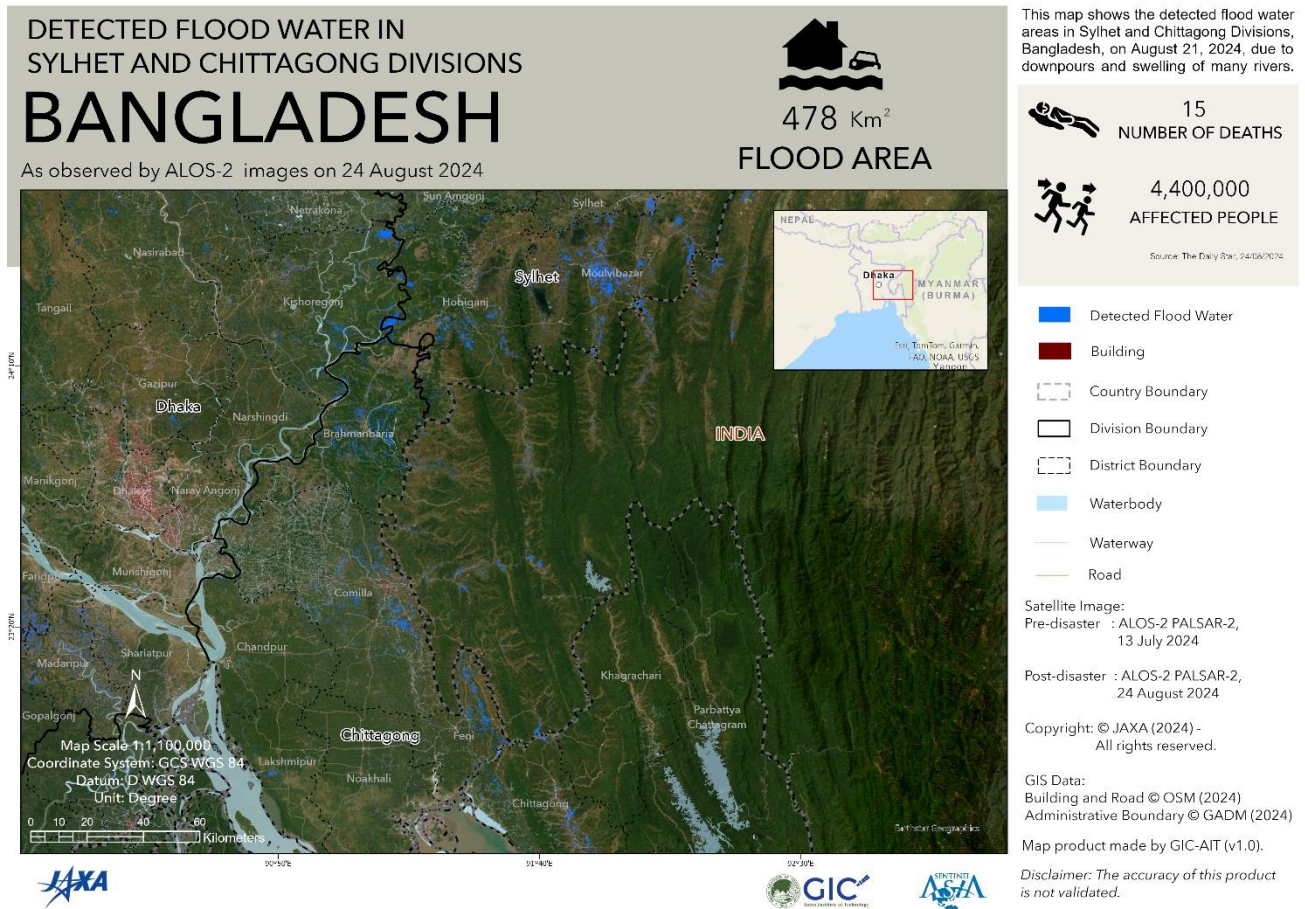 DETECTED FLOOD WATER IN
SYLHET AND CHITTAGONG DIVISIONS
BANGLADESH
As observed by ALOS-2 images on 24 August 2024
478 Km²
FLOOD AREA
This map shows the detected flood water
areas in Sylhet and Chittagong Divisions,
Bangladesh, on August 21, 2024, due to
downpours and swelling of many rivers.
15
NUMBER OF DEATHS
4,400,000
AFFECTED PEOPLE
Source: The Daily Star, 24/08/2024
Detected Flood Water
Building
Country Boundary
Division Boundary
District Boundary
Waterbody
Waterway
Road
Satellite Image:
Pre-disaster : ALOS-2 PALSAR-2,
13 July 2024
Post-disaster : ALOS-2 PALSAR-2,
24 August 2024
Copyright: © JAXA (2024) -
All rights reserved.
GIS Data:
Building and Road © OSM (2024)
Administrative Boundary © GADM (2024)
Map product made by GIC-AIT (v1.0).
Disclaimer: The accuracy of this product
is not validated.
Netrakona
Sun Amgonj
Sylhet
Nasirabad
Sylhet
Moulvibazar
Tangail
Kishoregonj
Hobiganj
NEPAL
Dhaka
MYANMAR
(BURMA)
Esri, TomTom, Garmin,
FAO, NOAA, USGS
Yangon
24°10'N
Gazipur
Dhaka
Narshingdi
Brahmanbaria
INDIA
Manikgonj
Dhaka
Naray Angonj
Munshigonj
Faridpur
Comilla
23°20'N
Shariatpur
Chandpur
Madaripur
N
Khagrachari
Gopalgonj
Parbattya
Chattagram
Chittagong
Feni
Map Scale 1:1,100,000
Coordinate System: GCS WGS 84
Datum: D WGS 84
Unit: Degree
Lakshmipur
Noakhali
Chittagong
0 10 20 40 60
Kilometers
Earthstar Geographics
90°50'E
91°40'E
92°30'E
JAXA
GIC
Asian Institute of Technology
SENTINEL
ASIA